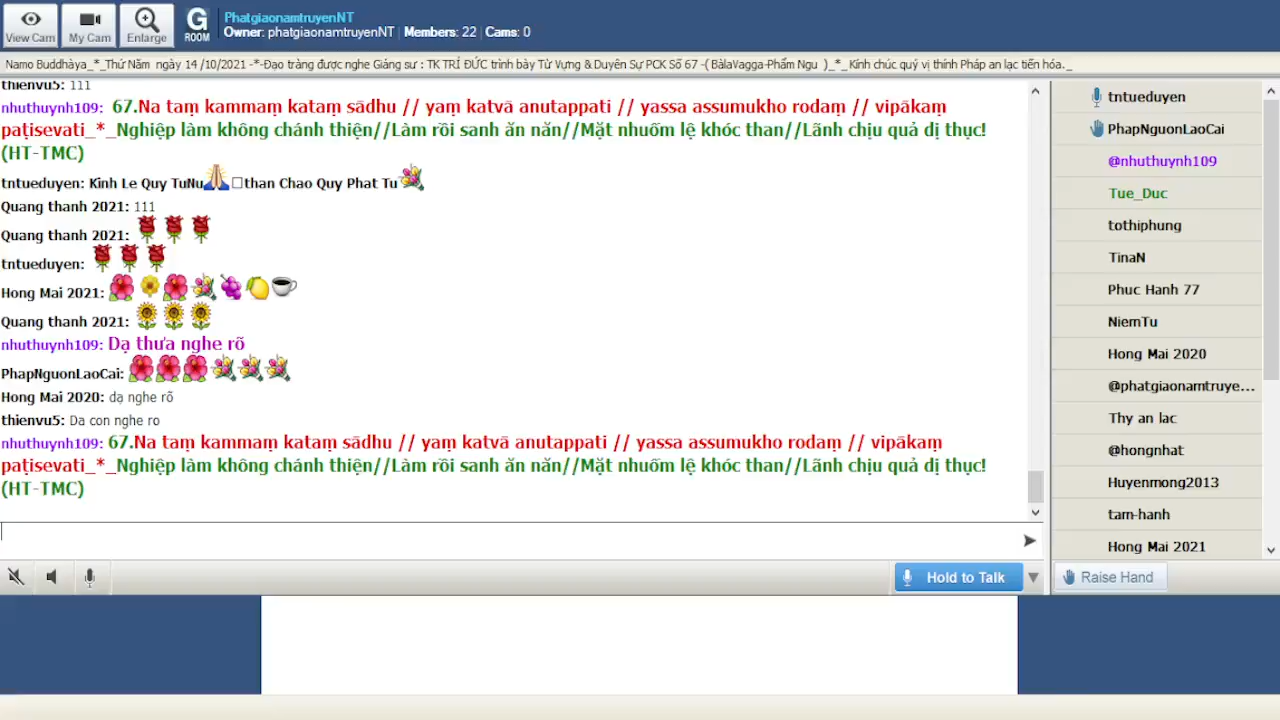 View Cam
My Cam
Enlarge
G ROOM
PhatgiaonamtruyenNT
Owner: phatgiaonamtruyenNT | Members: 22 | Cams: 0
Namo Buddhàya_*_Thứ Năm ngày 14 /10/2021 -*-Đạo tràng được nghe Giảng sư : TK TRÍ ĐỨC trình bày Từ Vựng & Duyên Sự PCK Số 67 -( BàlaVagga-Phẩm Ngu )_*_ Kính chúc quý vị thính Pháp an lạc tiến hóa._
thienvu5: 111
nhuthuynh109: 67.Na taṃ kammaṃ kataṃ sādhu // yaṃ katvā anutappati // yassa assumukho rodaṃ // vipākaṃ
paṭisevati_*_Nghiệp làm không chánh thiện//Làm rồi sanh ăn năn//Mặt nhuốm lệ khóc than//Lãnh chịu quả dị thục!
(HT-TMC)
tntueduyen: Kinh Le Quy TuNu🙏than Chao Quy Phat Tu
Quang thanh 2021: 111
Quang thanh 2021:
tntueduyen:
Hong Mai 2021:
Quang thanh 2021:
nhuthuynh109: Dạ thưa nghe rõ
PhapNguonLaoCai:
Hong Mai 2020: dạ nghe rõ
thienvu5: Da con nghe ro
nhuthuynh109: 67.Na taṃ kammaṃ kataṃ sādhu // yaṃ katvā anutappati // yassa assumukho rodaṃ // vipākaṃ
paṭisevati_*_Nghiệp làm không chánh thiện//Làm rồi sanh ăn năn//Mặt nhuốm lệ khóc than//Lãnh chịu quả dị thục!
(HT-TMC)
Hold to Talk
tntueduyen
PhapNguonLaoCai
@nhuthuynh109
Tue_Duc
tothiphung
TinaN
Phuc Hanh 77
NiemTu
Hong Mai 2020
@phatgiaonamtruye...
Thy an lac
@hongnhat
Huyenmong2013
tam-hanh
Hong Mai 2021
Raise Hand